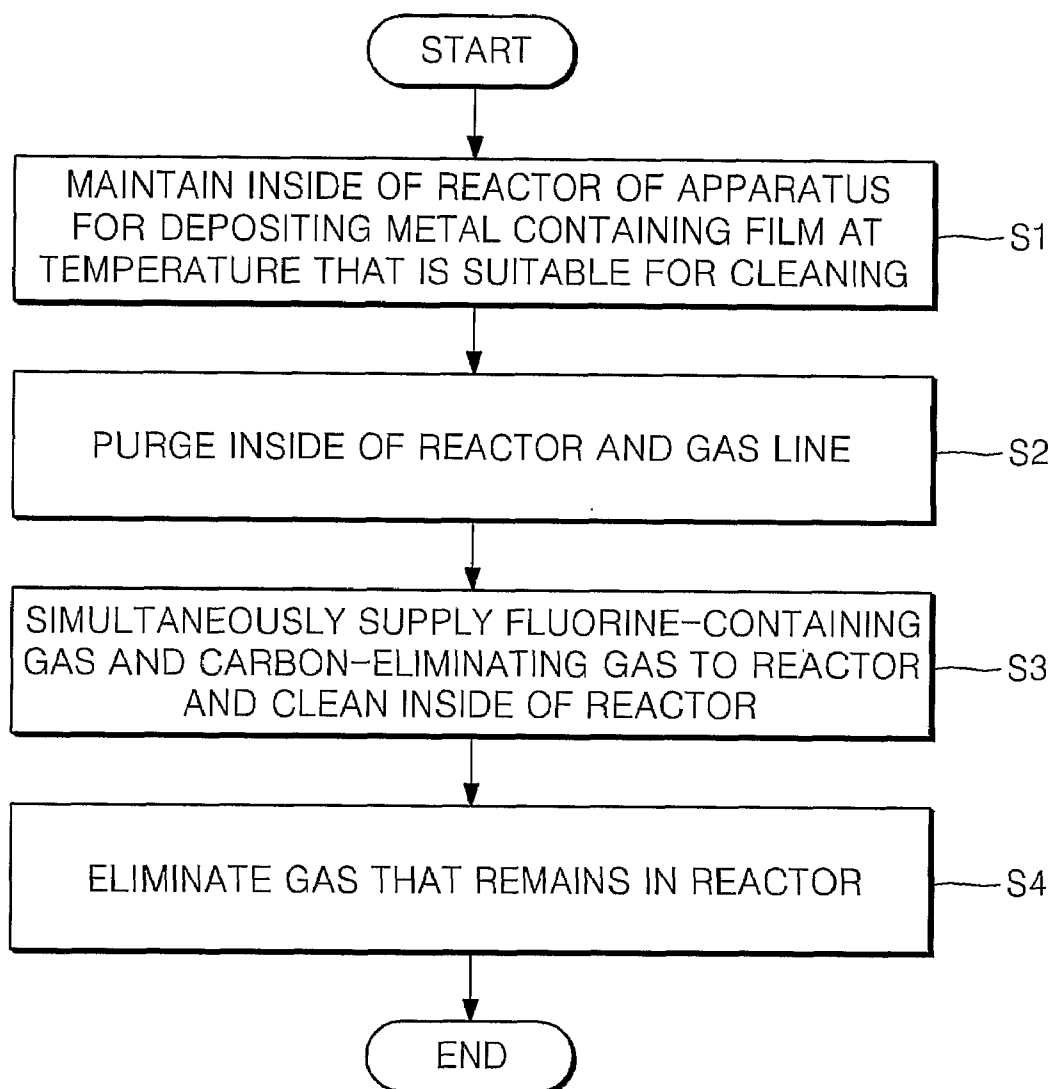 START
MAINTAIN INSIDE OF REACTOR OF APPARATUS
FOR DEPOSITING METAL CONTAINING FILM AT
TEMPERATURE THAT IS SUITABLE FOR CLEANING
S1
PURGE INSIDE OF REACTOR AND GAS LINE
S2
SIMULTANEOUSLY SUPPLY FLUORINE-CONTAINING
GAS AND CARBON-ELIMINATING GAS TO REACTOR
AND CLEAN INSIDE OF REACTOR
S3
ELIMINATE GAS THAT REMAINS IN REACTOR
S4
END